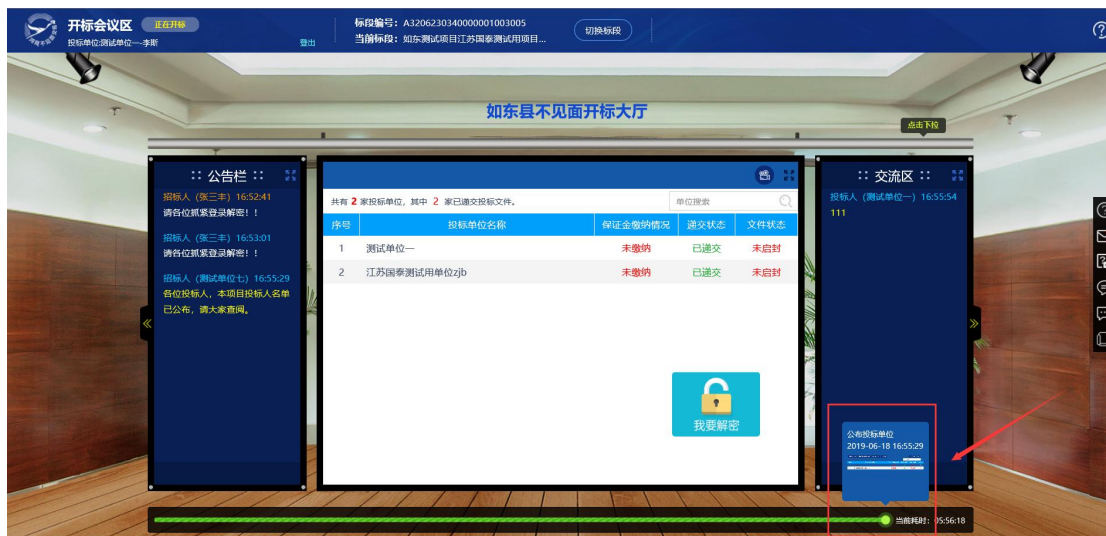 开标会议区 正在开标
投标单位:测试单位一--李斯 登出
标段编号：A3206230340000001003005
当前标段：如东测试项目江苏国泰测试用项目...
切换标段
如东县不见面开标大厅
点击下拉
:: 公告栏 ::
招标人（张三丰）16:52:41
请各位抓紧登录解密！！
招标人（张三丰）16:53:01
请各位抓紧登录解密！！
招标人（测试单位七）16:55:29
各位投标人，本项目投标人名单
已公布，请大家查阅。
共有 2 家投标单位，其中 2 家已递交投标文件。 单位搜索
序号 投标单位名称 保证金缴纳情况 递交状态 文件状态
1 测试单位一 未缴纳 已递交 未启封
2 江苏国泰测试用单位zjb 未缴纳 已递交 未启封
我要解密
:: 交流区 ::
投标人（测试单位一）16:55:54
111
公布投标单位
2019-06-18 16:55:29
当前耗时：05:56:18